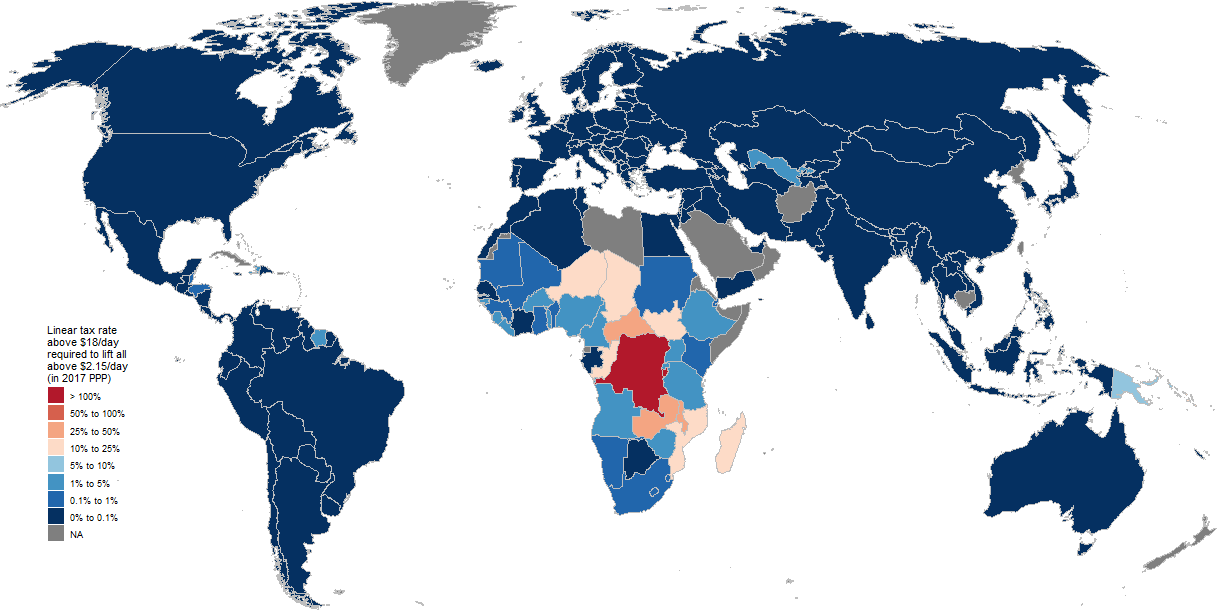 Linear tax rate
above $18/day
required to lift all
above $2.15/day
(in 2017 PPP)
> 100%
50% to 100%
25% to 50%
10% to 25%
5% to 10%
1% to 5%
0.1% to 1%
0% to 0.1%
NA